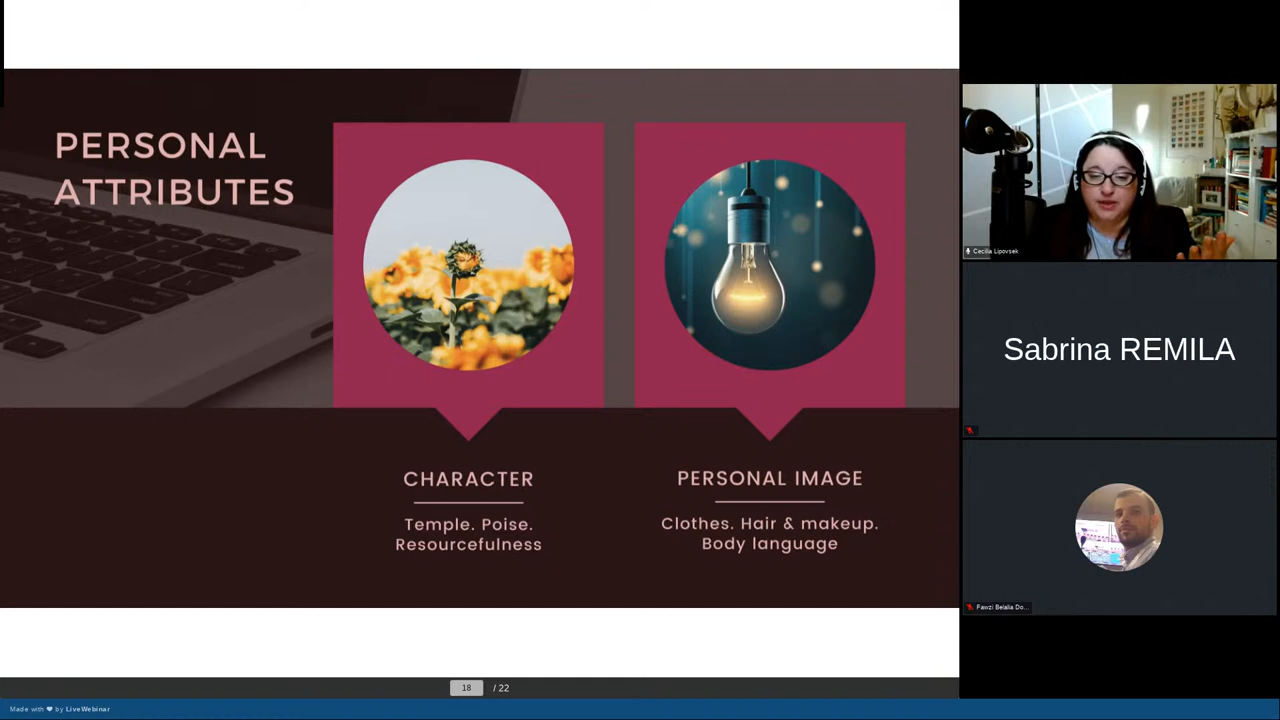 PERSONAL
ATTRIBUTES
CHARACTER
Temple. Poise.
Resourcefulness
PERSONAL IMAGE
Clothes. Hair & makeup.
Body language
Cecilia Lipovsek
Sabrina REMILA
Fawzi Belalia Do...
18 / 22
Made with ❤ by LiveWebinar